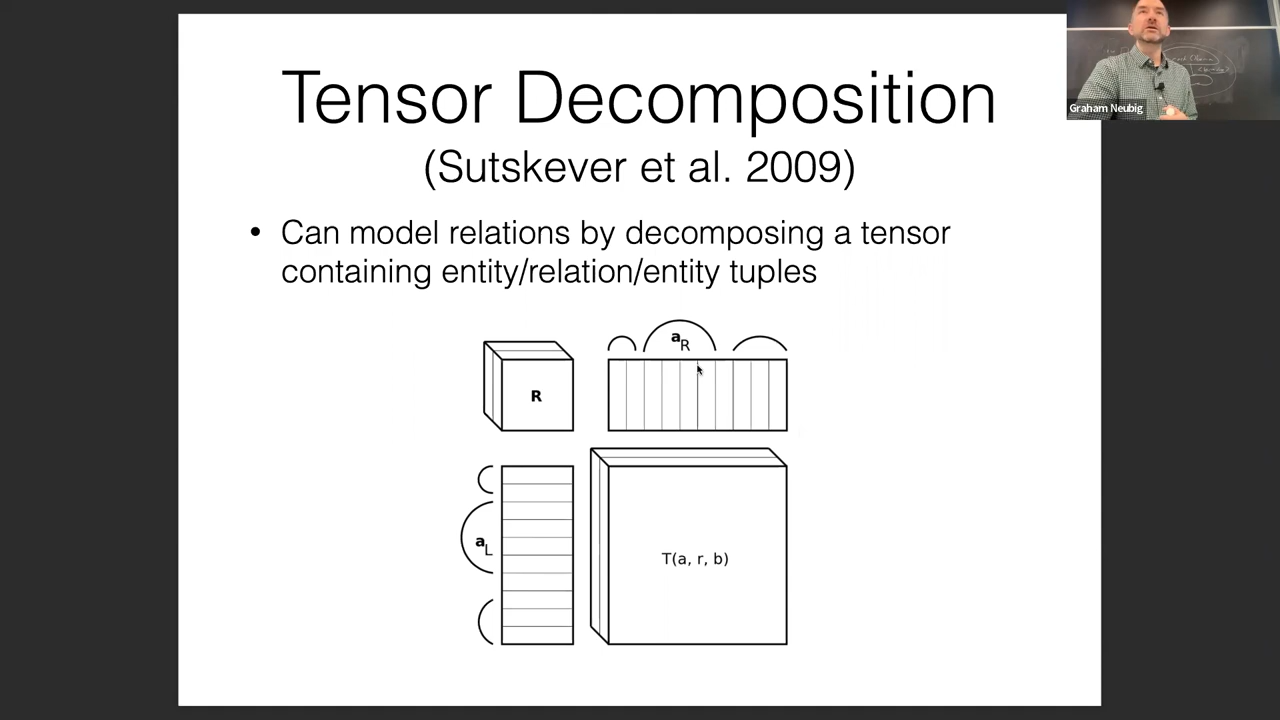 Tensor Decomposition
(Sutskever et al. 2009)
• Can model relations by decomposing a tensor
containing entity/relation/entity tuples
R
aR
aL
T(a, r, b)
Graham Neubig